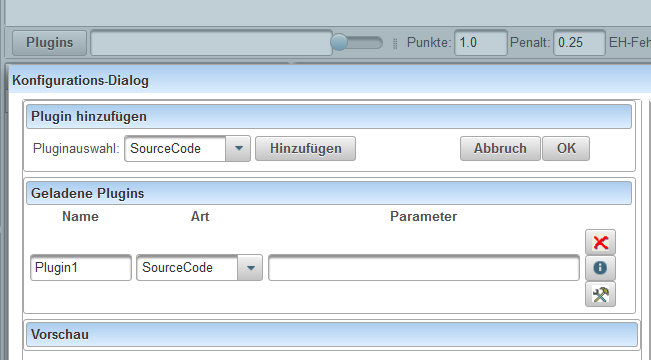 Plugins Punkte: 1.0 Penalt: 0.25 EH-Feh
Konfigurations-Dialog
Plugin hinzufügen
Pluginauswahl: SourceCode Hinzufügen Abbruch OK
Geladene Plugins
Name Art Parameter
Plugin1 SourceCode
Vorschau